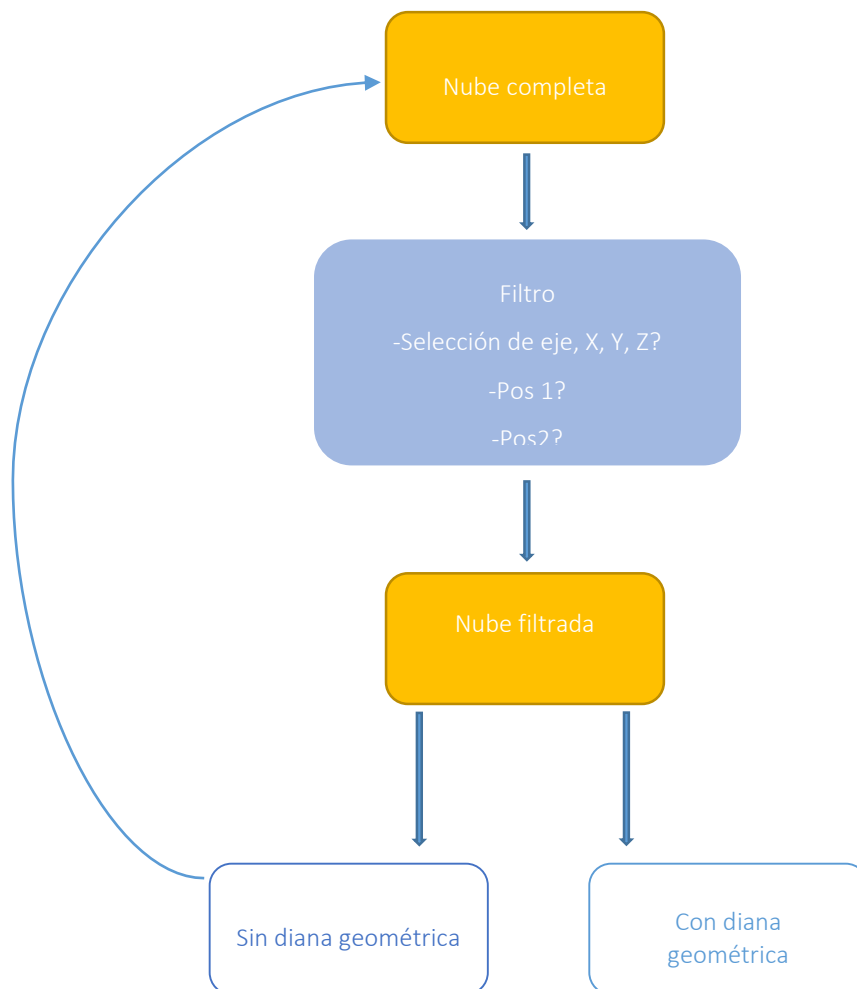 Nube completa
Filtro
-Selección de eje, X, Y, Z?
-Pos 1?
-Pos2?
Nube filtrada
Sin diana geométrica
Con diana
geométrica